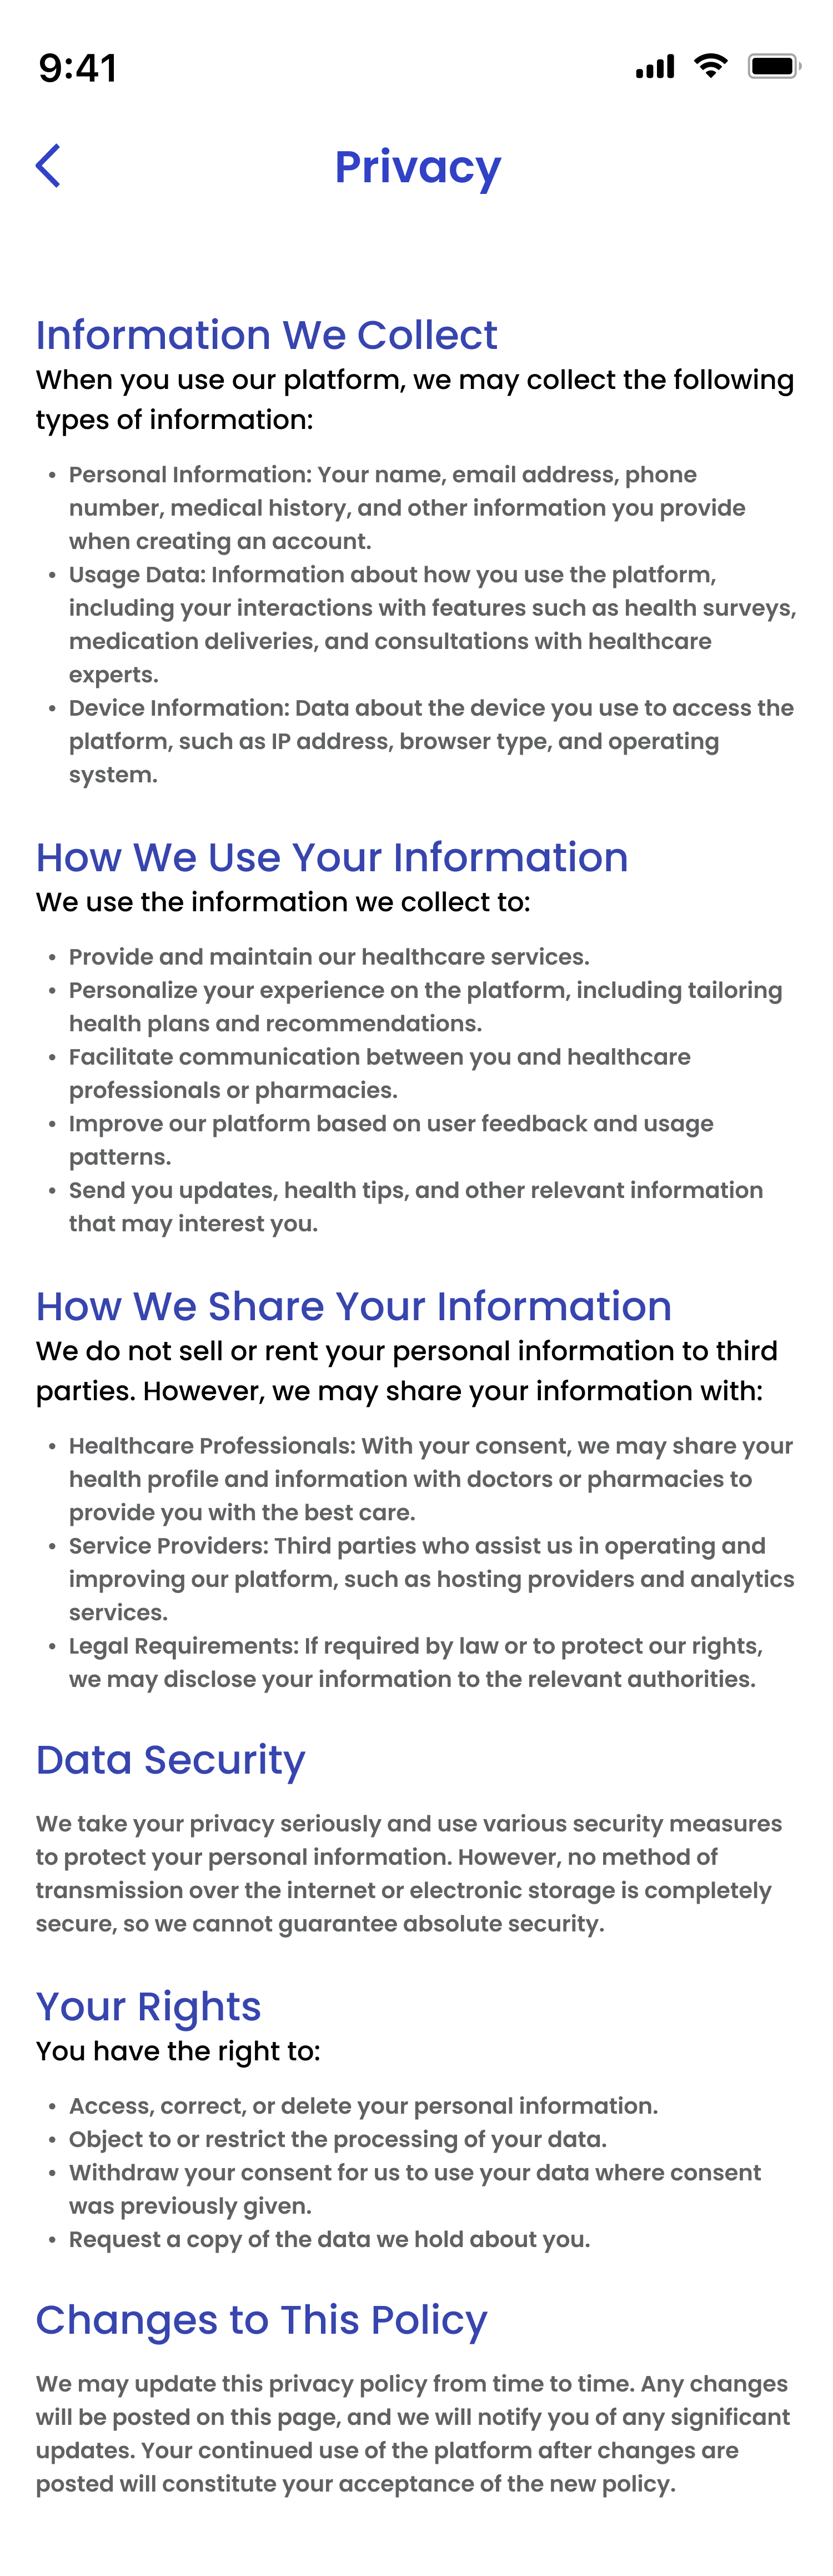 9:41
Privacy
Information We Collect
When you use our platform, we may collect the following
types of information:
• Personal Information: Your name, email address, phone
number, medical history, and other information you provide
when creating an account.
• Usage Data: Information about how you use the platform,
including your interactions with features such as health surveys,
medication deliveries, and consultations with healthcare
experts.
• Device Information: Data about the device you use to access the
platform, such as IP address, browser type, and operating
system.
How We Use Your Information
We use the information we collect to:
• Provide and maintain our healthcare services.
• Personalize your experience on the platform, including tailoring
health plans and recommendations.
• Facilitate communication between you and healthcare
professionals or pharmacies.
• Improve our platform based on user feedback and usage
patterns.
• Send you updates, health tips, and other relevant information
that may interest you.
How We Share Your Information
We do not sell or rent your personal information to third
parties. However, we may share your information with:
• Healthcare Professionals: With your consent, we may share your
health profile and information with doctors or pharmacies to
provide you with the best care.
• Service Providers: Third parties who assist us in operating and
improving our platform, such as hosting providers and analytics
services.
• Legal Requirements: If required by law or to protect our rights,
we may disclose your information to the relevant authorities.
Data Security
We take your privacy seriously and use various security measures
to protect your personal information. However, no method of
transmission over the internet or electronic storage is completely
secure, so we cannot guarantee absolute security.
Your Rights
You have the right to:
• Access, correct, or delete your personal information.
• Object to or restrict the processing of your data.
• Withdraw your consent for us to use your data where consent
was previously given.
• Request a copy of the data we hold about you.
Changes to This Policy
We may update this privacy policy from time to time. Any changes
will be posted on this page, and we will notify you of any significant
updates. Your continued use of the platform after changes are
posted will constitute your acceptance of the new policy.